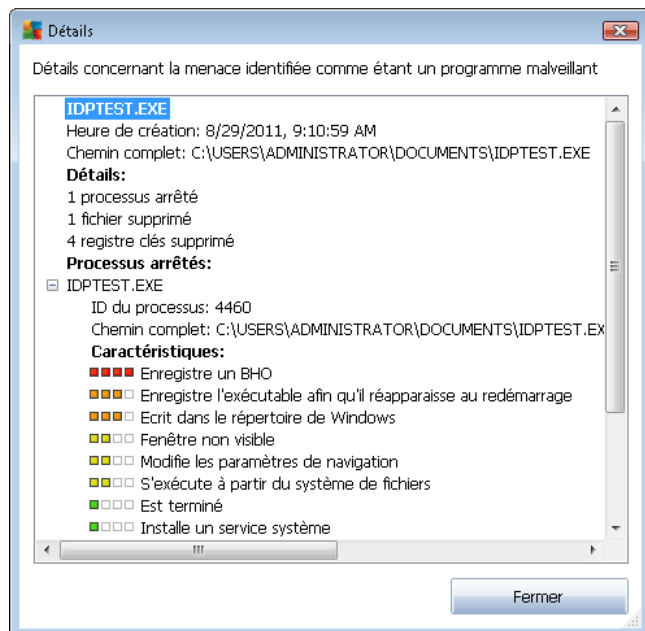 Détails
Détails concernant la menace identifiée comme étant un programme malveillant
IDPTEST.EXE
Heure de création: 8/29/2011, 9:10:59 AM
Chemin complet: C:\USERS\ADMINISTRATOR\DOCUMENTS\IDPTEST.EXE
Détails:
1 processus arrêté
1 fichier supprimé
4 registre clés supprimé
Processus arrêtés:
IDPTEST.EXE
ID du processus: 4460
Chemin complet: C:\USERS\ADMINISTRATOR\DOCUMENTS\IDPTEST.EX
Caractéristiques:
Enregistre un BHO
Enregistre l'exécutable afin qu'il réapparaisse au redémarrage
Ecrit dans le répertoire de Windows
Fenêtre non visible
Modifie les paramètres de navigation
S'exécute à partir du système de fichiers
Est terminé
Installe un service système
Fermer